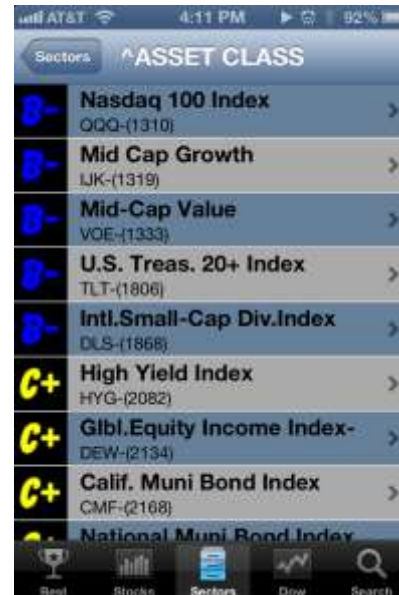 AT&T 4:11 PM 92%
Sectors ^ASSET CLASS
B- Nasdaq 100 Index
QQQ-(1310)
B- Mid Cap Growth
IJK-(1319)
B- Mid-Cap Value
VOE-(1333)
B- U.S. Treas. 20+ Index
TLT-(1806)
B- Intl.Small-Cap Div.Index
DLS-(1868)
C+ High Yield Index
HYG-(2082)
C+ Glbl.Equity Income Index-
DEW-(2134)
C+ Calif. Muni Bond Index
CMF-(2168)
National Muni Bond Index
Best Stocks Sectors Dow Search